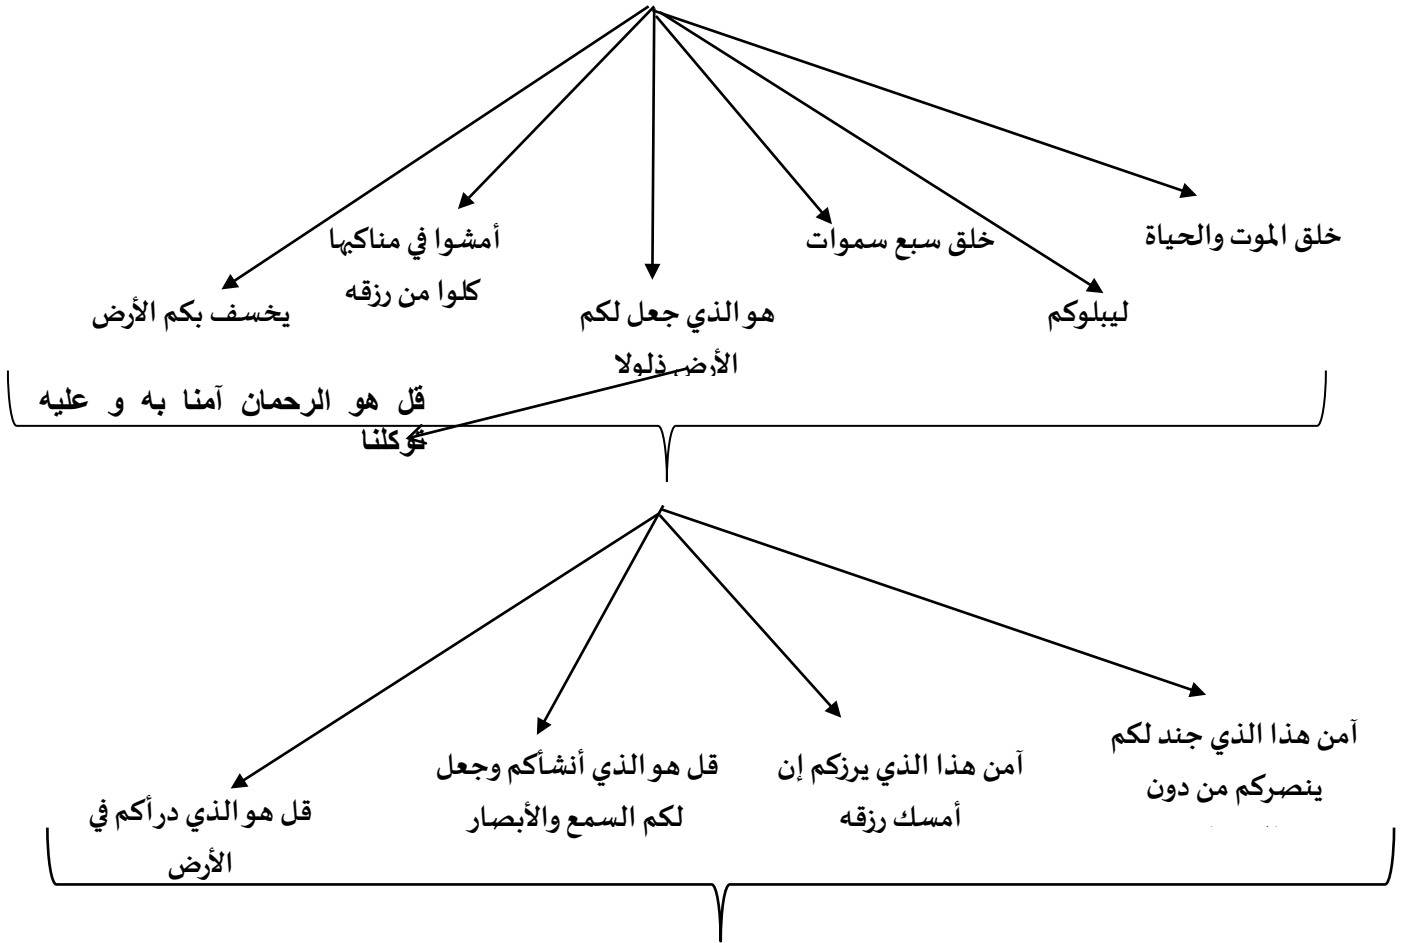 خلق الموت والحياة
خلق سبع سموات
أمشوا في مناكبها
كلوا من رزقه
ليبلوكم
هو الذي جعل لكم
الأرض ذلولا
يخسف بكم الأرض
قل هو الرحمان آمنا به و عليه
توكلنا
آمن هذا الذي جند لكم
ينصركم من دون
آمن هذا الذي يرزكم إن
أمسك رزقه
قل هو الذي أنشأكم وجعل
لكم السمع والأبصار
قل هو الذي درأكم في
الأرض